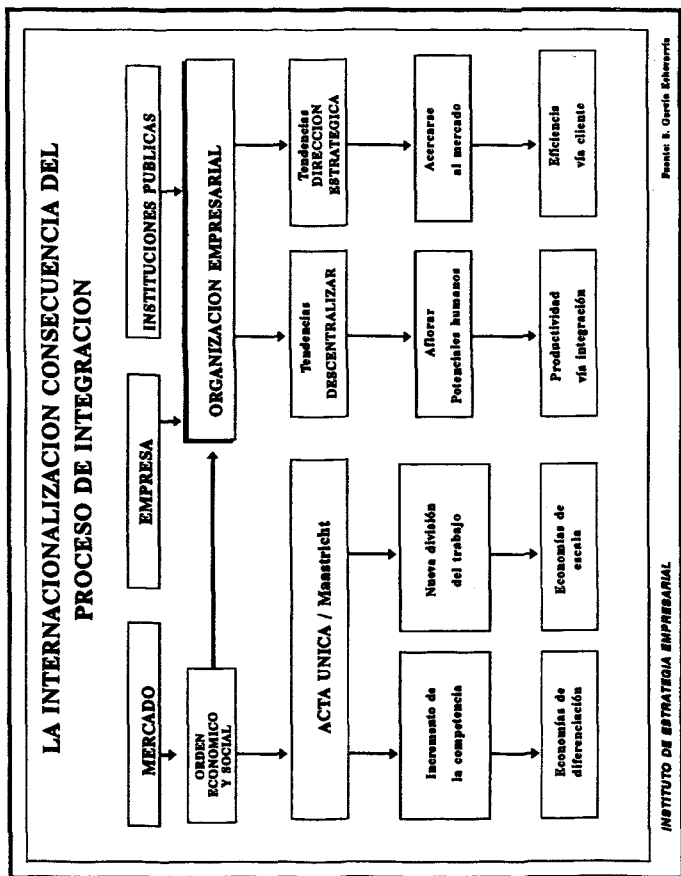 LA INTERNACIONALIZACION CONSECUENCIA DEL
PROCESO DE INTEGRACION
MERCADO
EMPRESA
INSTITUCIONES PUBLICAS
ORDEN
ECONOMICO
Y SOCIAL
ORGANIZACION EMPRESARIAL
ACTA UNICA / Maastricht
Tendencias
DESCENTRALIZAR
Tendencias
DIRECCION
ESTRATEGICA
Incremento de
la competencia
Nueva división
del trabajo
Aflorar
Potenciales humanos
Acercarse
al mercado
Economías de
diferenciación
Economías de
escala
Productividad
vía integración
Eficiencia
vía cliente
INSTITUTO DE ESTRATEGIA EMPRESARIAL
Fuente: S. García Echevarría